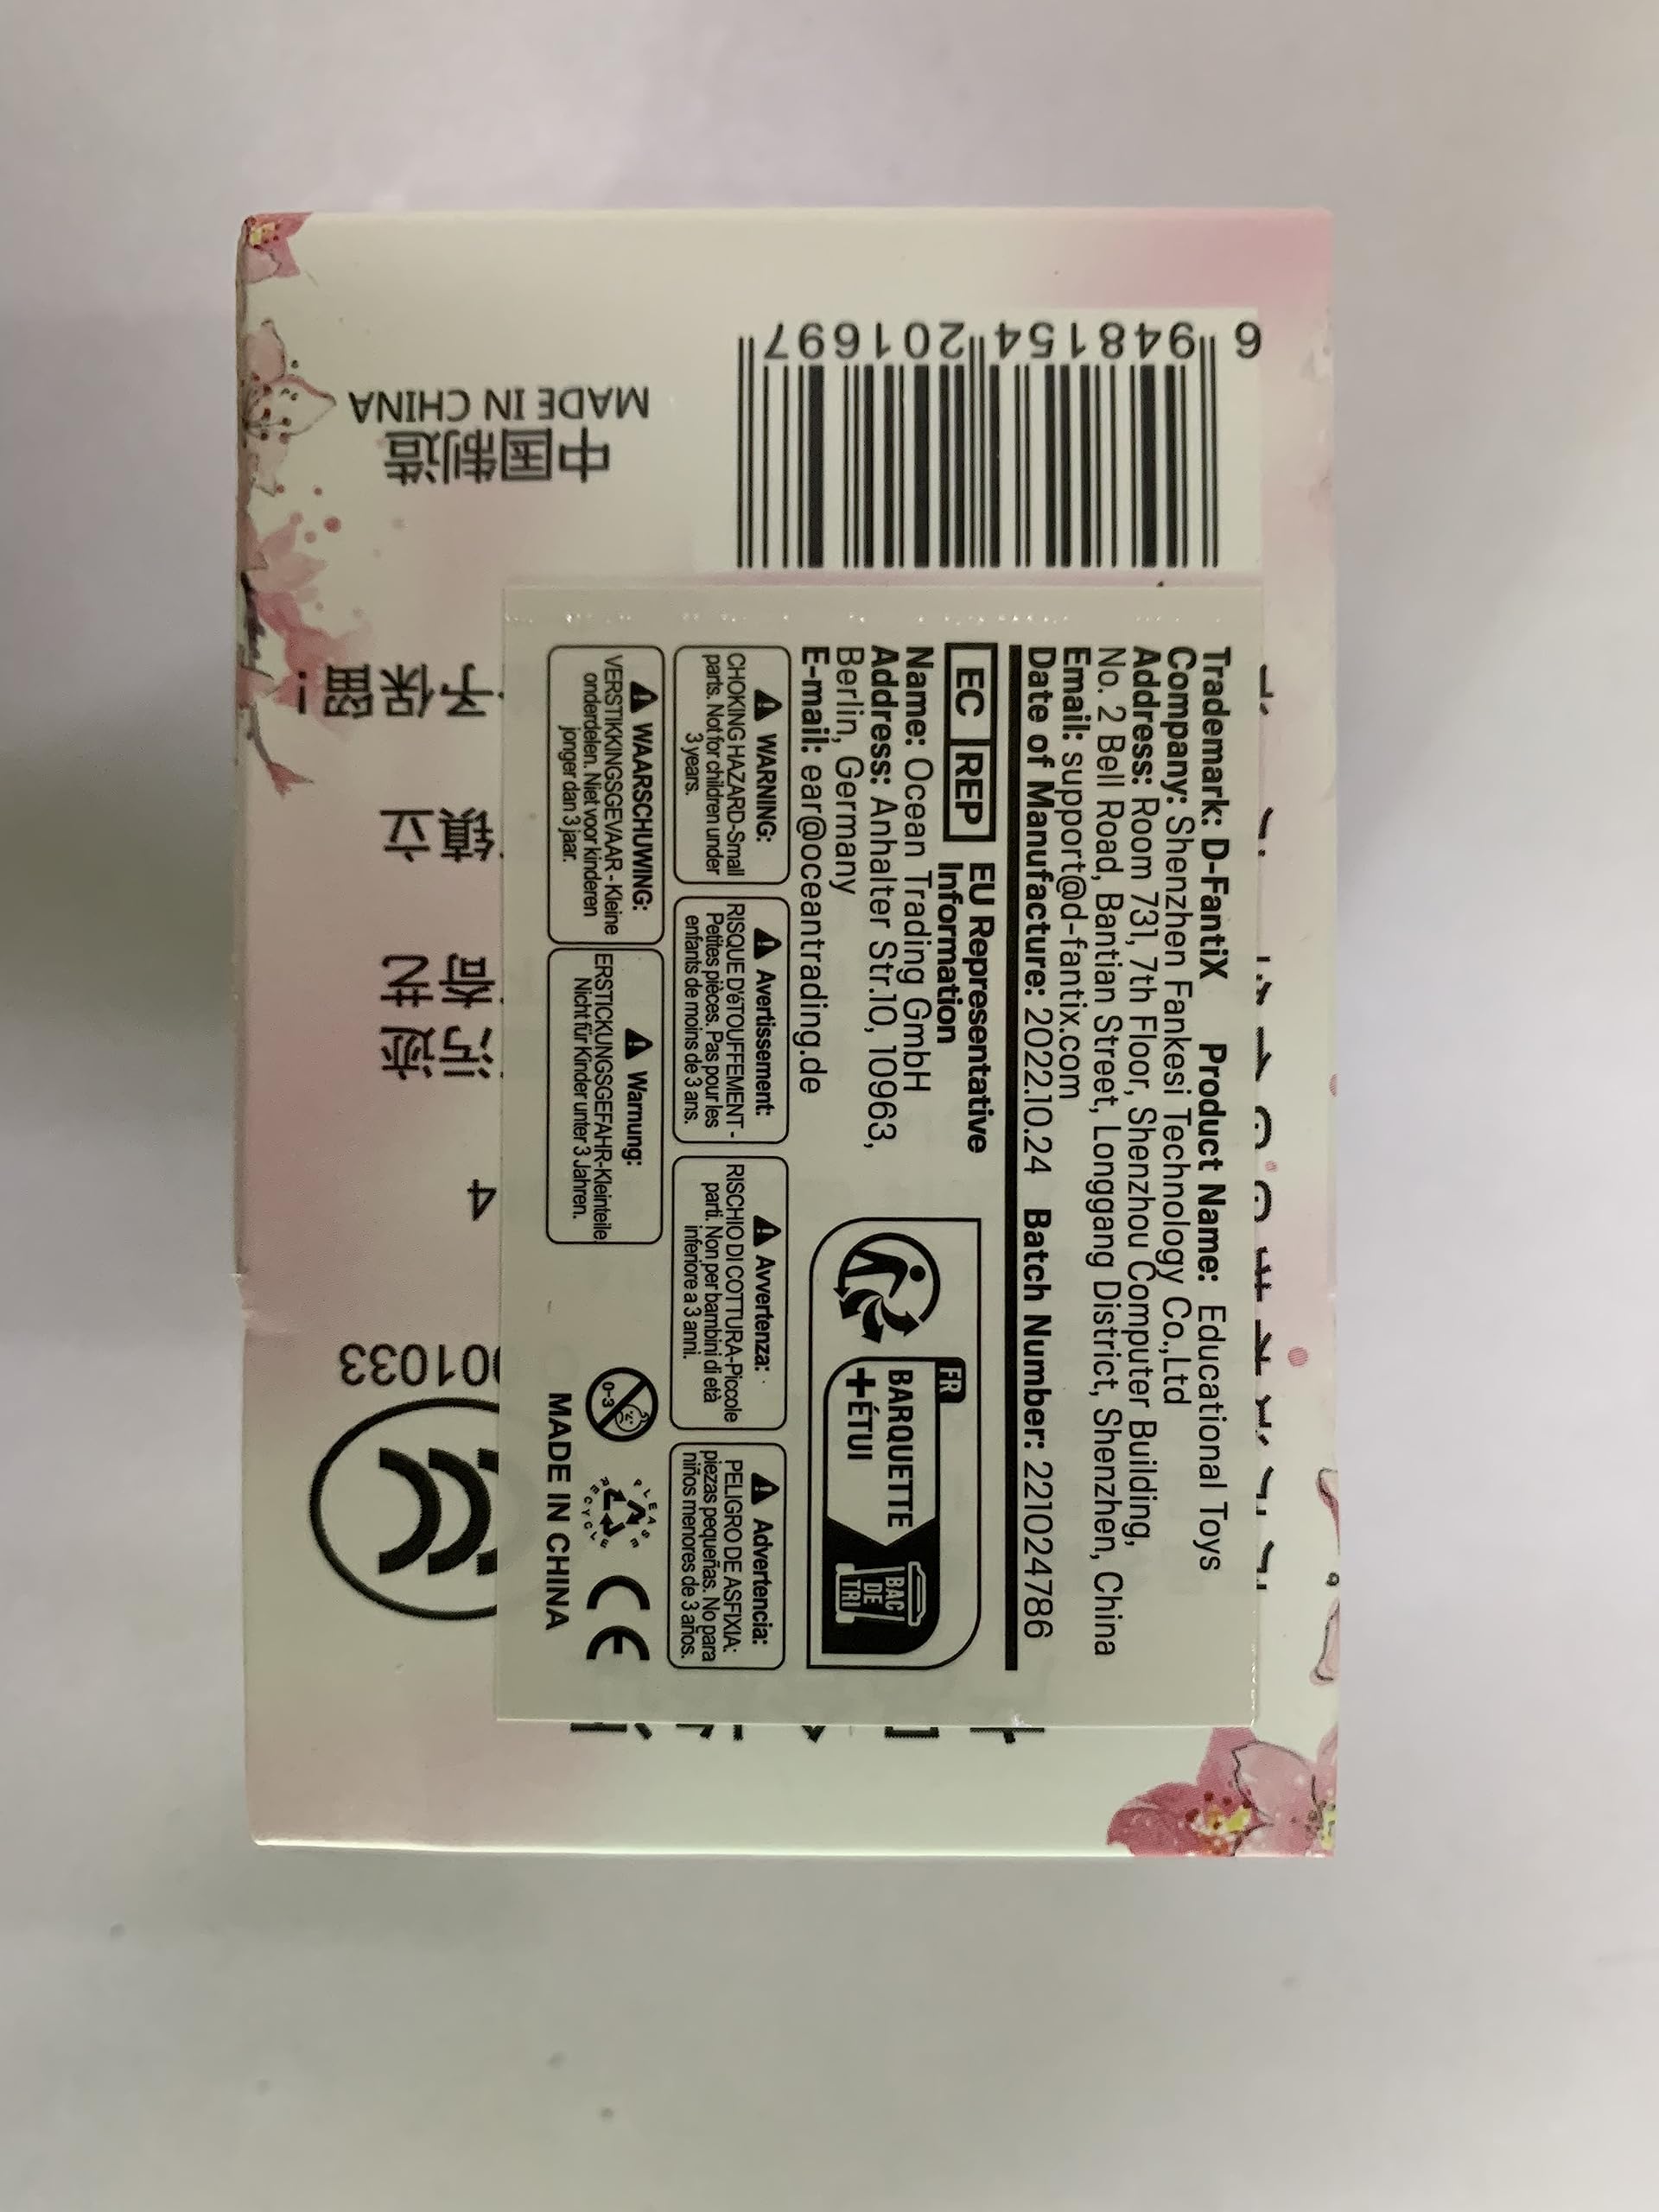 Trademark: D-FantiX Product Name: Educational Toys
Company: Shenzhen Fankesi Technology Co.,Ltd
Address: Room 731, 7th Floor, Shenzhou Computer Building,
No. 2 Bell Road, Bantian Street, Longgang District, Shenzhen, China
Email: support@d-fantix.com
Date of Manufacture: 2022.10.24 Batch Number: 221024786
EC REP EU Representative
Information
Name: Ocean Trading GmbH
Address: Anhalter Str.10, 10963,
Berlin, Germany
E-mail: ear@oceantrading.de
FR
BARQUETTE
+ÉTUI
BAC
DE
TRI
WARNING:
CHOKING HAZARD-Small
parts. Not for children under
3 years.
Avertissement:
RISQUE D'éTOUFFEMENT -
Petites pièces. Pas pour les
enfants de moins de 3 ans.
Avvertenza:
RISCHIO DI COTTURA-Piccole
parti. Non per bambini di età
inferiore a 3 anni.
Advertencia:
PELIGRO DE ASFIXIA:
piezas pequeñas. No para
niños menores de 3 años.
WAARSCHUWING:
VERSTIKKINGSGEVAAR - Kleine
onderdelen. Niet voor kinderen
jonger dan 3 jaar.
Warnung:
ERSTICKUNGSGEFAHR-Kleinteile.
Nicht für Kinder unter 3 Jahren.
0-3
PLEASE RECYCLE
CE
MADE IN CHINA
001033
4
中国制造
MADE IN CHINA
6 948154 201697